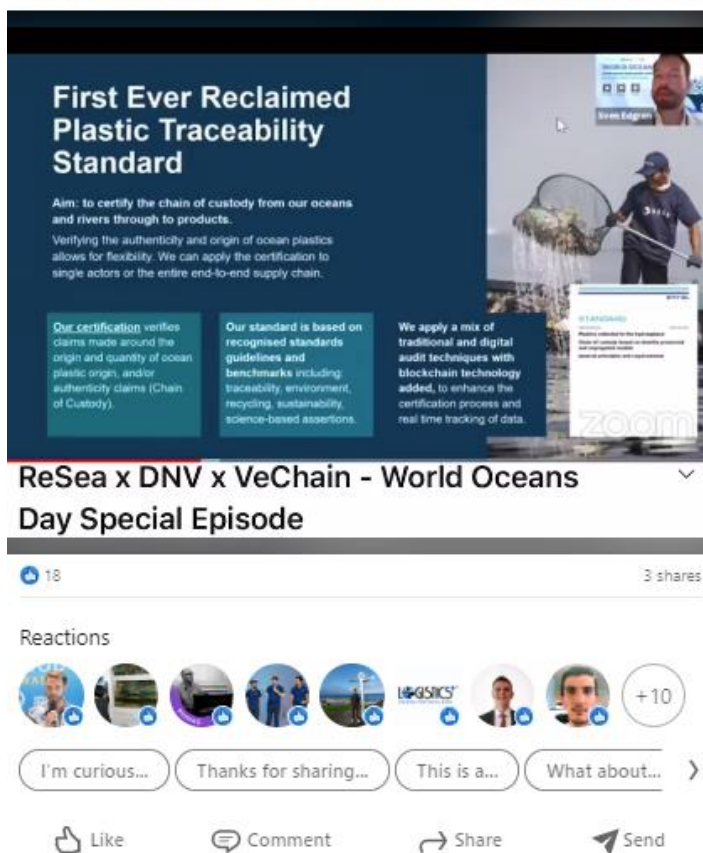 First Ever Reclaimed
Plastic Traceability
Standard
Sven Edgren
Aim: to certify the chain of custody from our oceans
and rivers through to products.
Verifying the authenticity and origin of ocean plastics
allows for flexibility. We can apply the certification to
single actors or the entire end-to-end supply chain.
Our certification verifies
claims made around the
origin and quantity of ocean
plastic origin, and/or
authenticity claims (Chain
of Custody).
Our standard is based on
recognised standards
guidelines and
benchmarks including:
traceability, environment,
recycling, sustainability,
science-based assertions.
We apply a mix of
traditional and digital
audit techniques with
blockchain technology
added, to enhance the
certification process and
real time tracking of data.
STANDARD
zoom
ReSea x DNV x VeChain - World Oceans
Day Special Episode
18
3 shares
Reactions
+10
I'm curious...
Thanks for sharing...
This is a...
What about...
Like
Comment
Share
Send